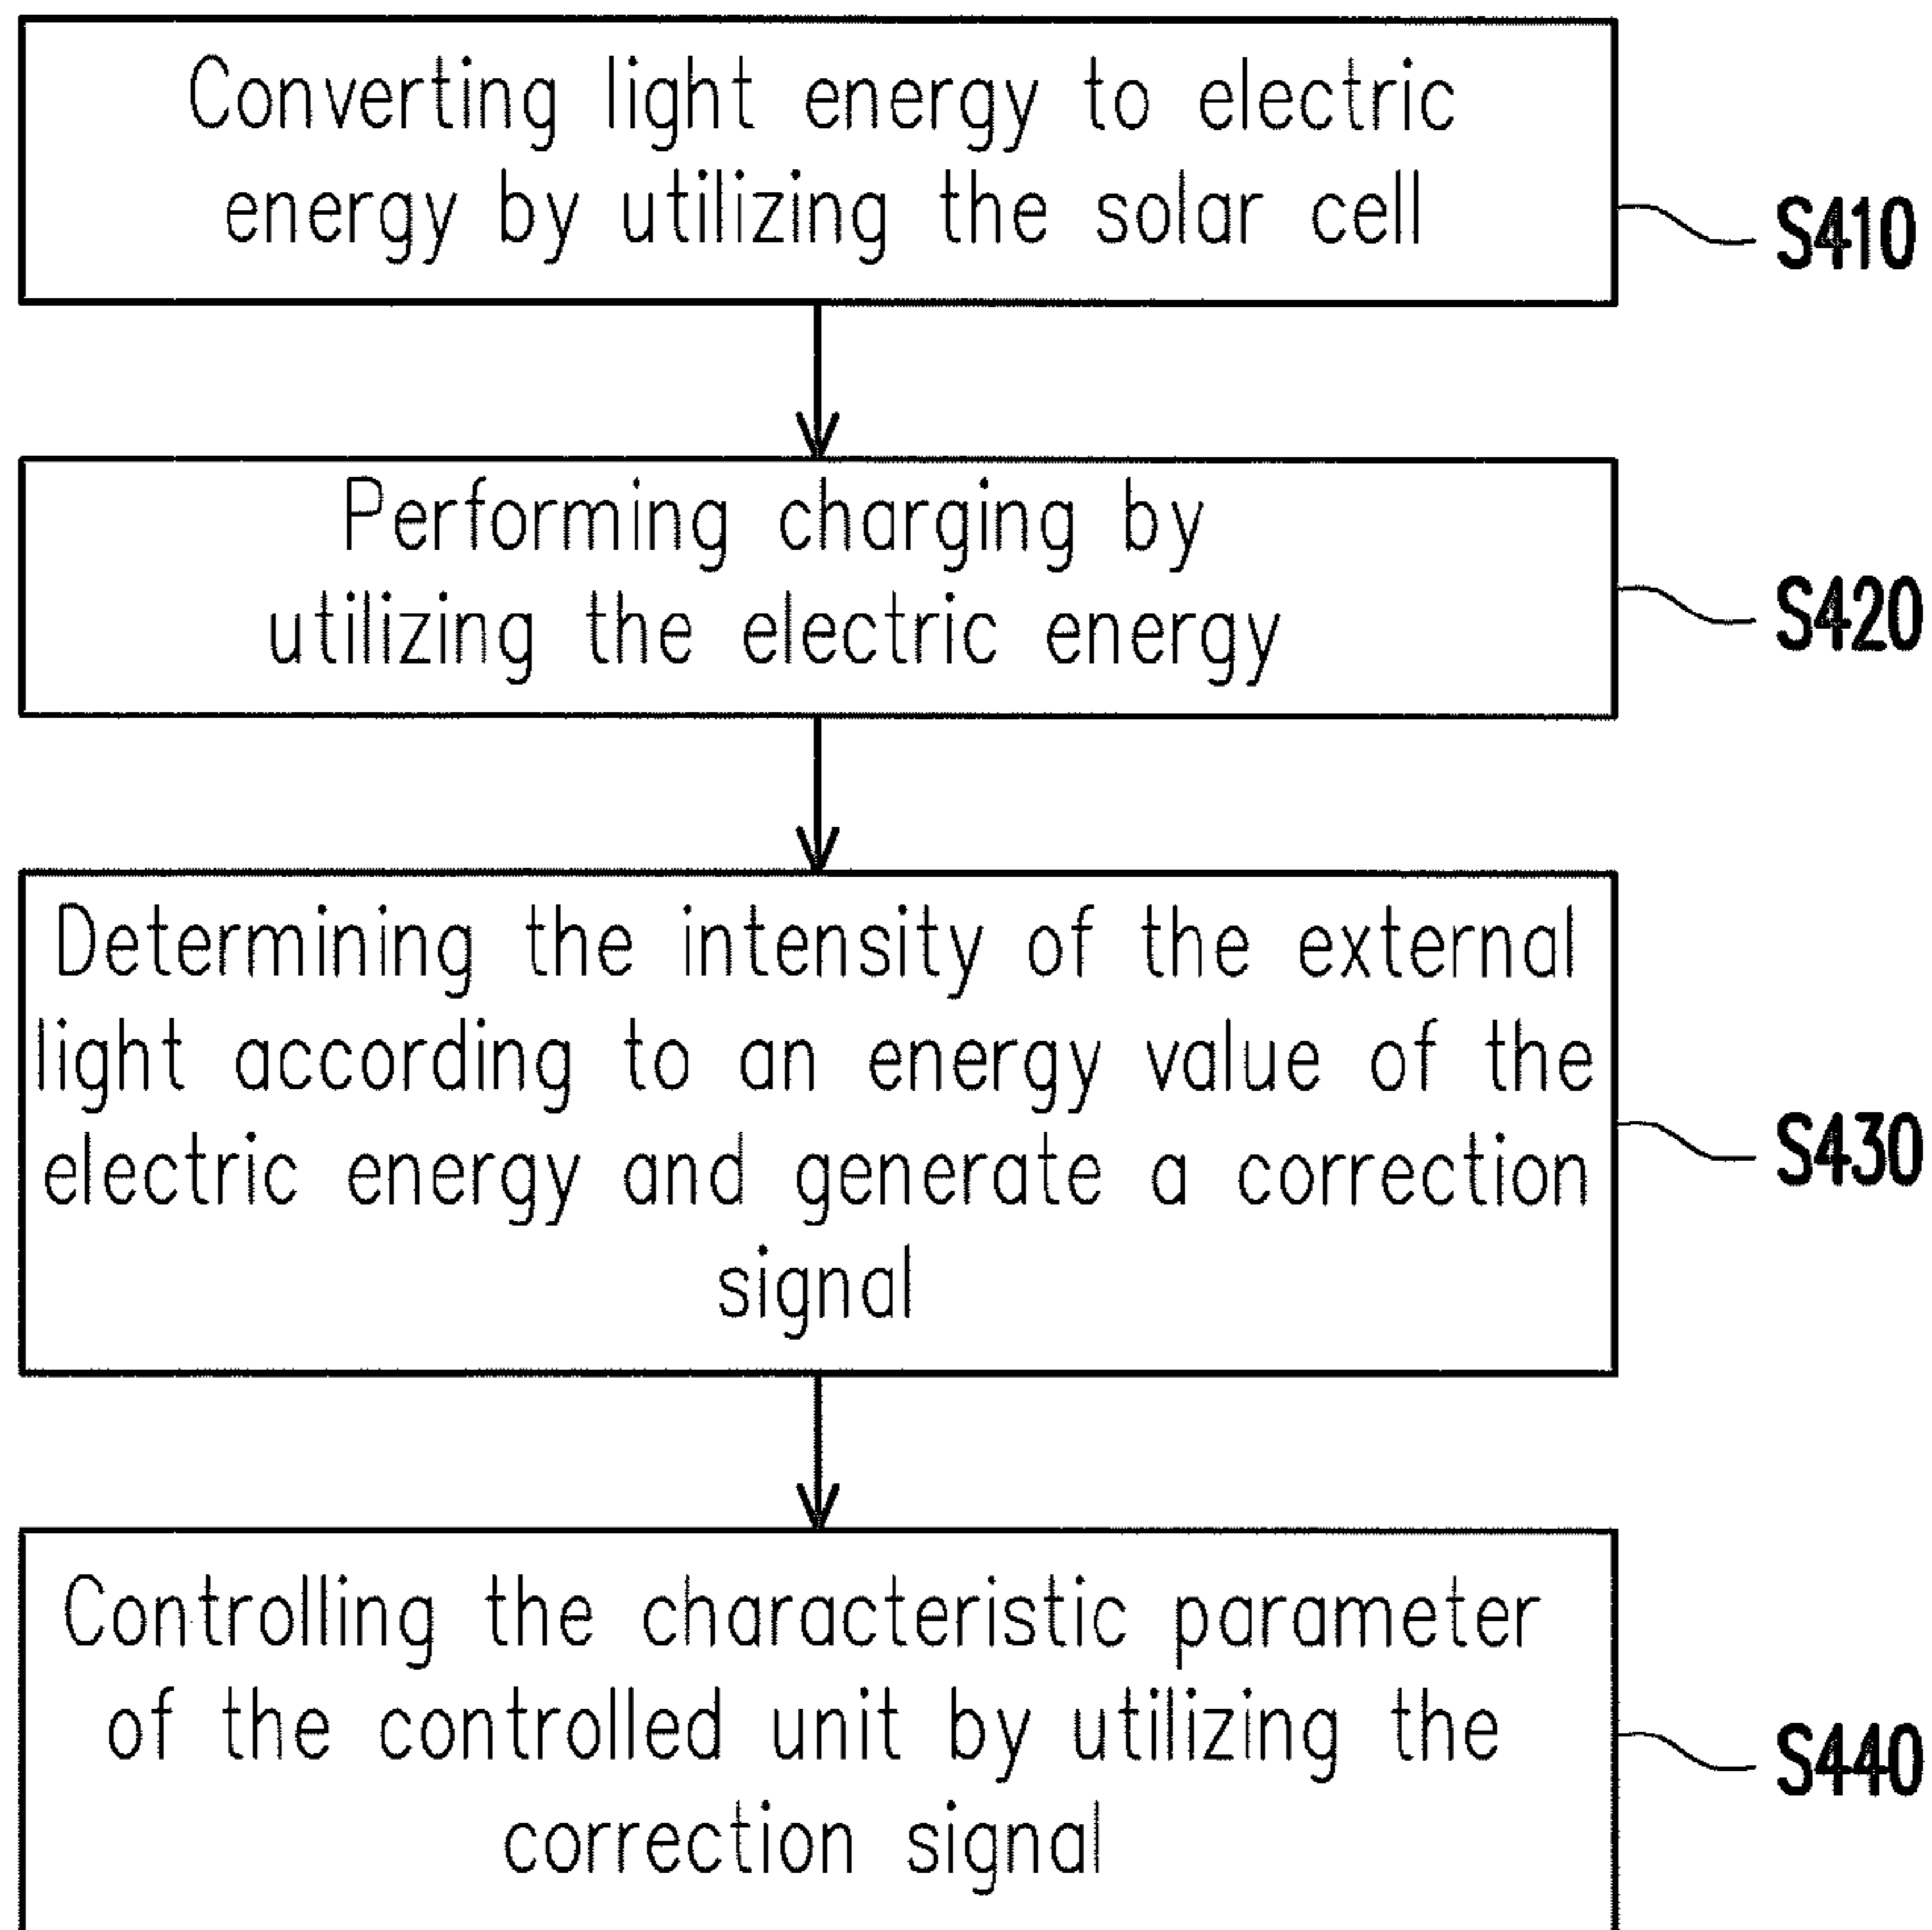 Converting light energy to electric
energy by utilizing the solar cell
S410
Performing charging by
utilizing the electric energy
S420
Determining the intensity of the external
light according to an energy value of the
electric energy and generate a correction
signal
S430
Controlling the characteristic parameter
of the controlled unit by utilizing the
correction signal
S440